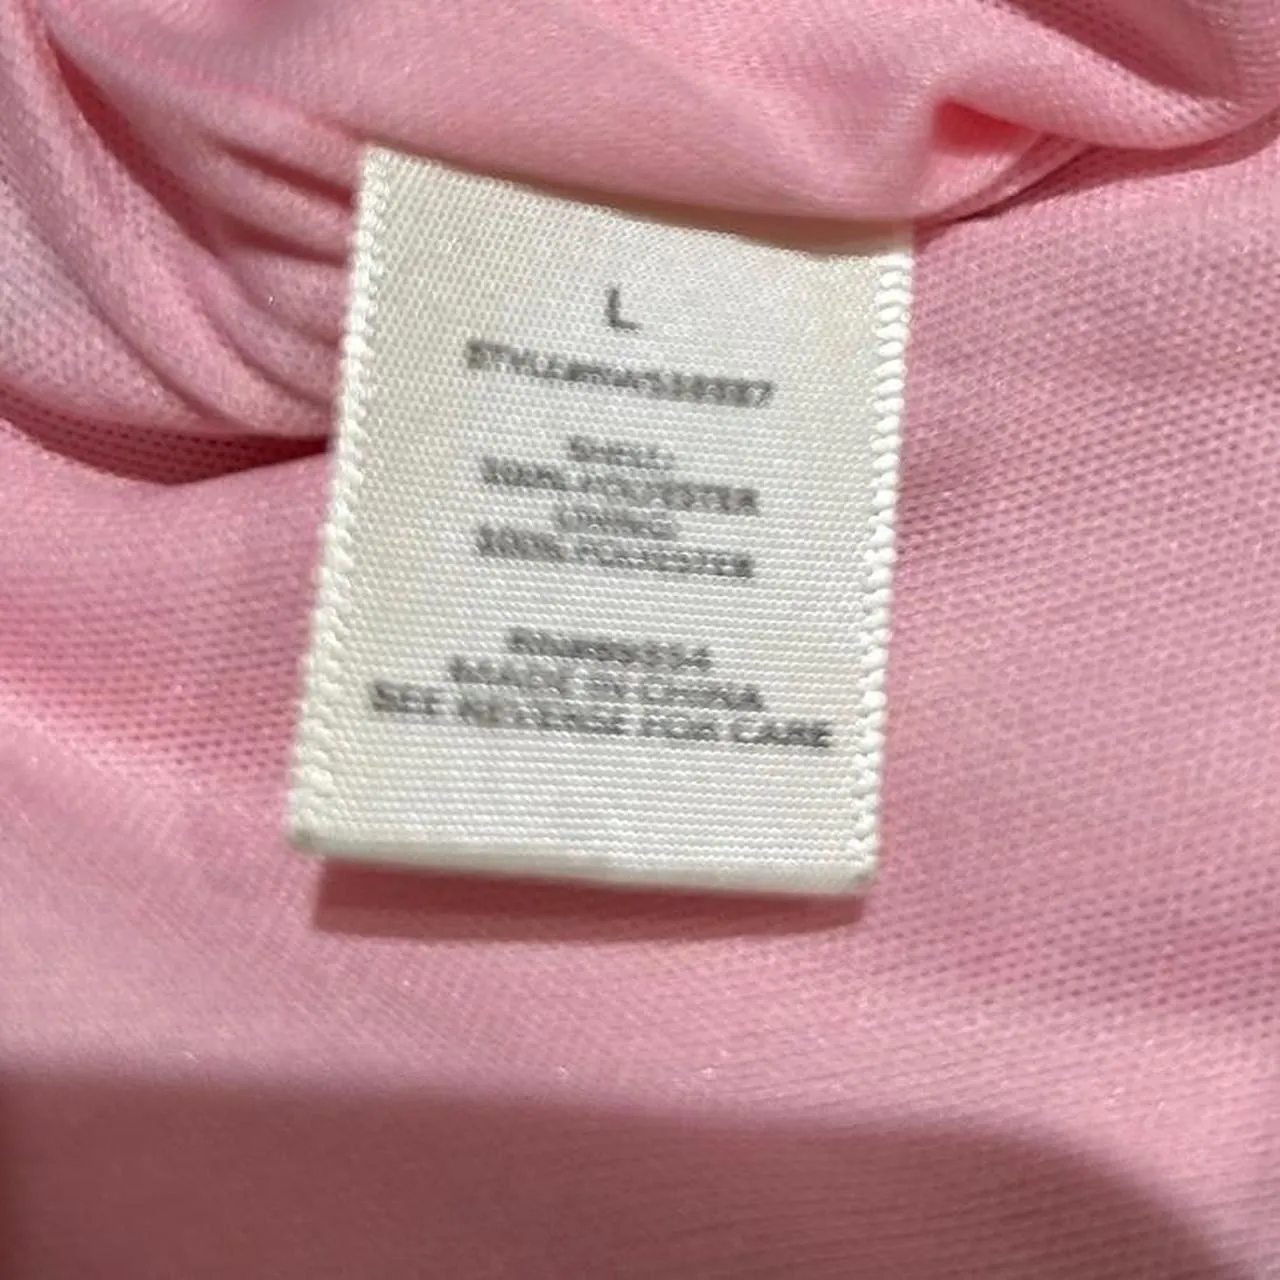 L
SHELL:
100% POLYESTER
LINING:
100% POLYESTER
MADE IN CHINA
SEE REVERSE FOR CARE